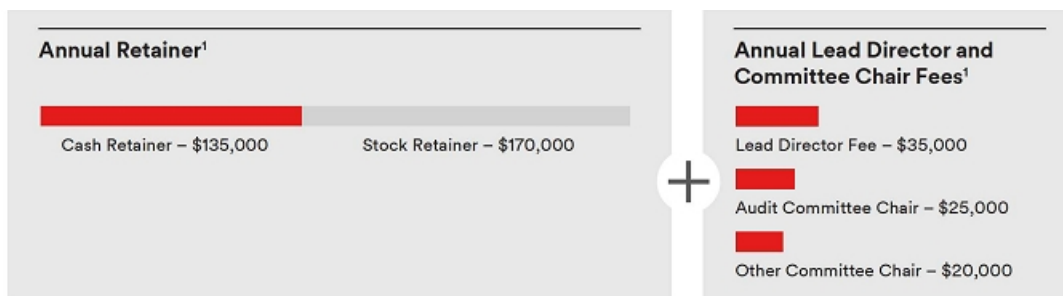 Annual Retainer¹
Cash Retainer – $135,000
Stock Retainer – $170,000
+
Annual Lead Director and
Committee Chair Fees¹
Lead Director Fee – $35,000
Audit Committee Chair – $25,000
Other Committee Chair – $20,000